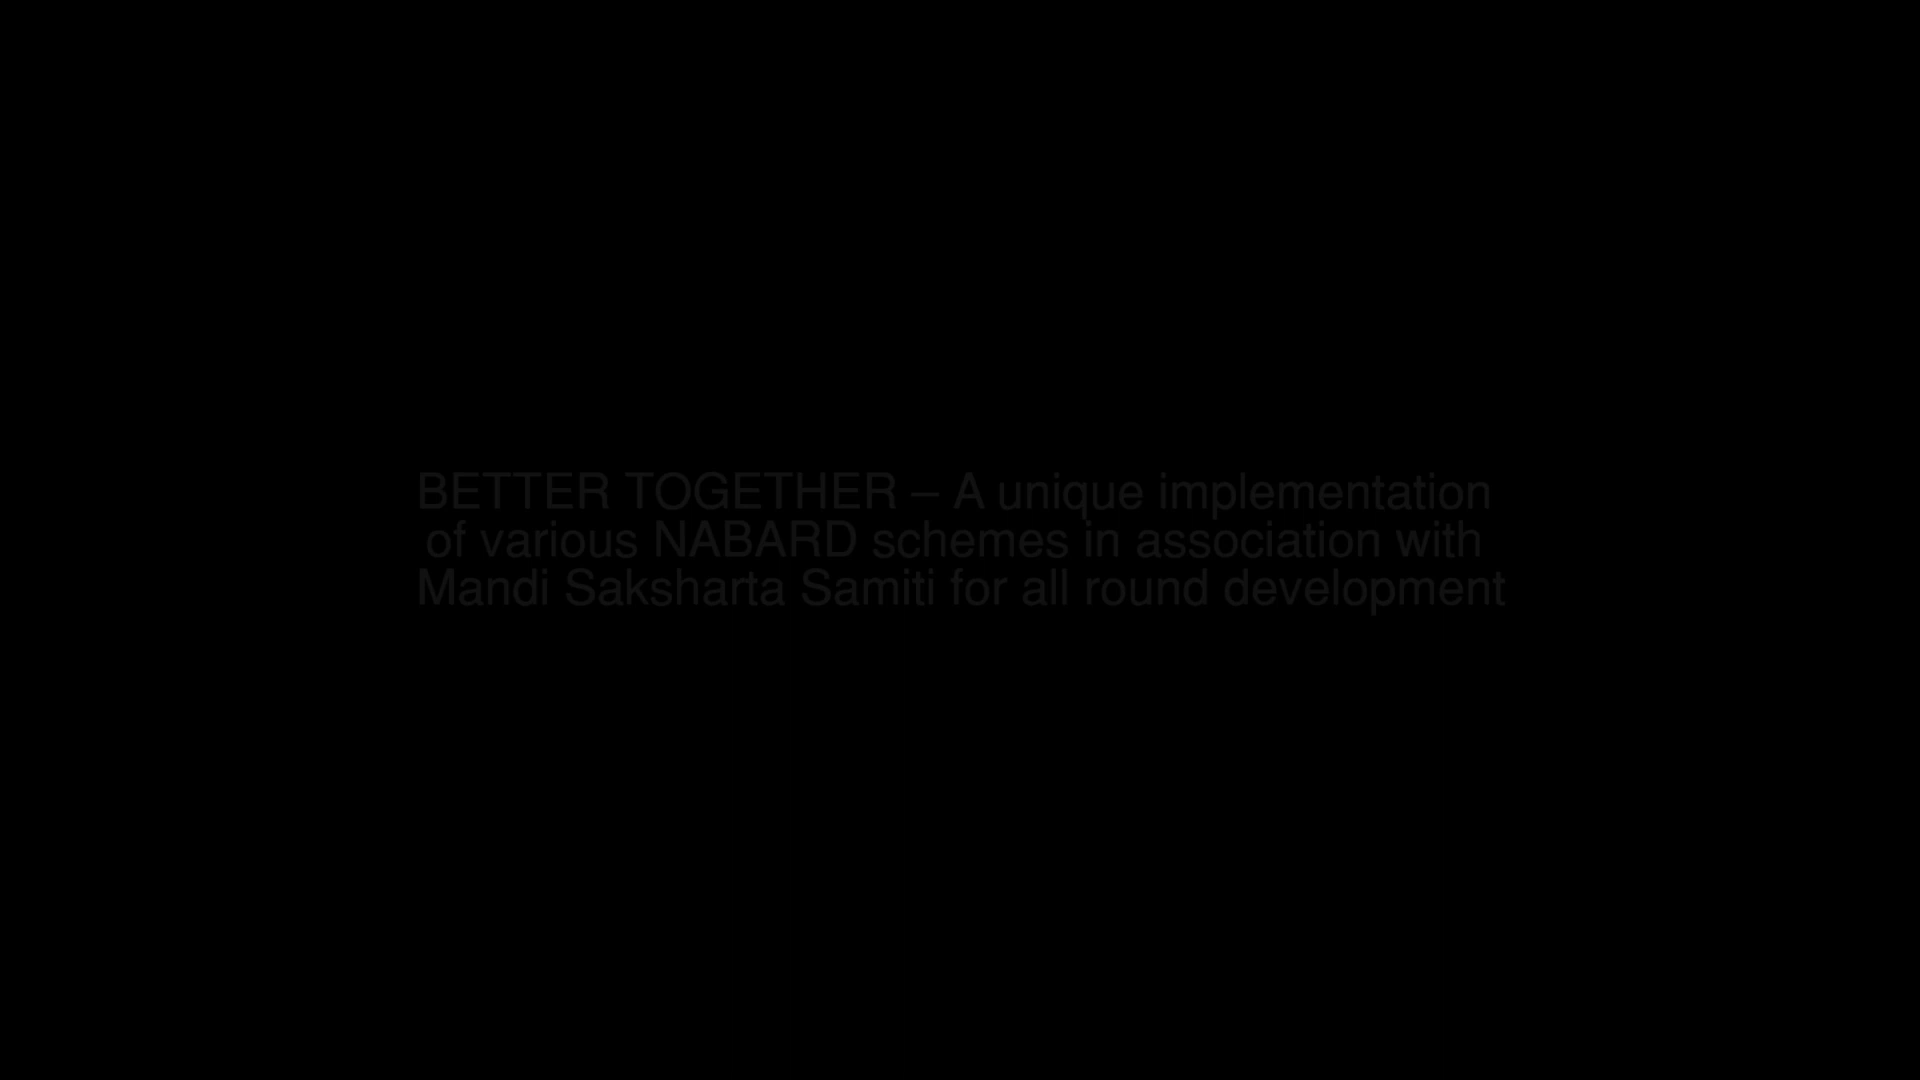 BETTER TOGETHER – A unique implementation
of various NABARD schemes in association with
Mandi Saksharta Samiti for all round development